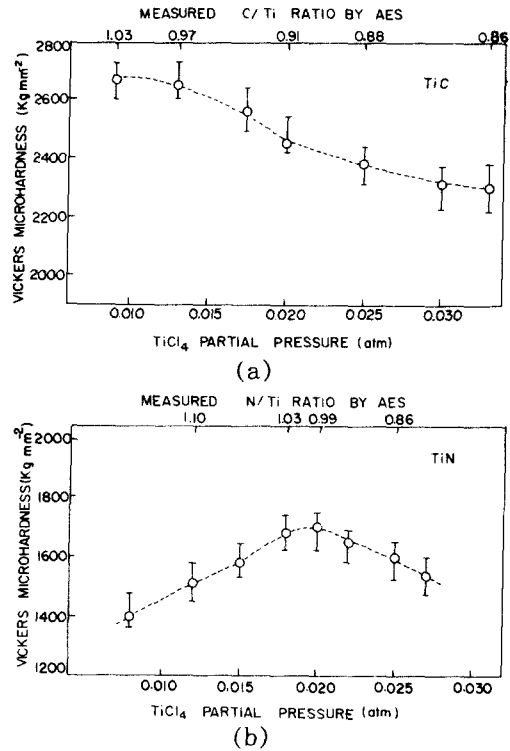 MEASURED C/Ti RATIO BY AES
1.03 0.97 0.91 0.88 0.86
VICKERS MICROHARDNESS (Kg mm²)
2800
2600
2400
2200
2000
TiC
0.010 0.015 0.020 0.025 0.030
TiCl₄ PARTIAL PRESSURE (atm)
(a)
MEASURED N/Ti RATIO BY AES
1.10 1.03 0.99 0.86
VICKERS MICROHARDNESS(Kg mm⁻²)
2000
1800
1600
1400
1200
TiN
0.010 0.015 0.020 0.025 0.030
TiCl₄ PARTIAL PRESSURE (atm)
(b)